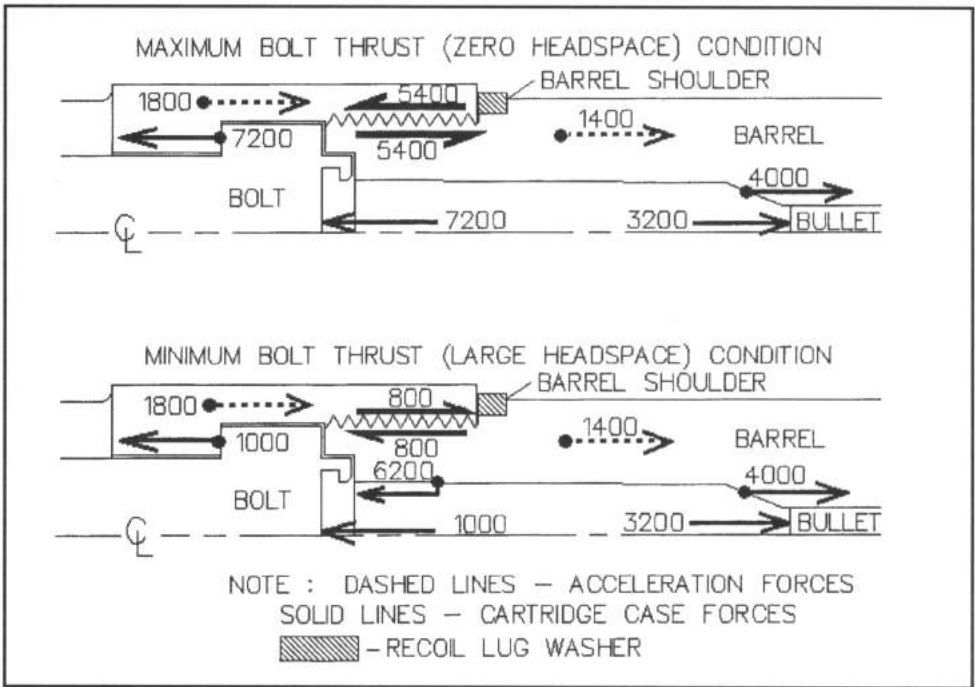 MAXIMUM BOLT THRUST (ZERO HEADSPACE) CONDITION
BARREL SHOULDER
1800
5400
7200
5400
1400
BARREL
4000
BOLT
7200
3200
BULLET
CL
MINIMUM BOLT THRUST (LARGE HEADSPACE) CONDITION
BARREL SHOULDER
1800
800
1000
800
1400
BARREL
6200
4000
BOLT
1000
3200
BULLET
CL
NOTE : DASHED LINES – ACCELERATION FORCES
SOLID LINES – CARTRIDGE CASE FORCES
– RECOIL LUG WASHER